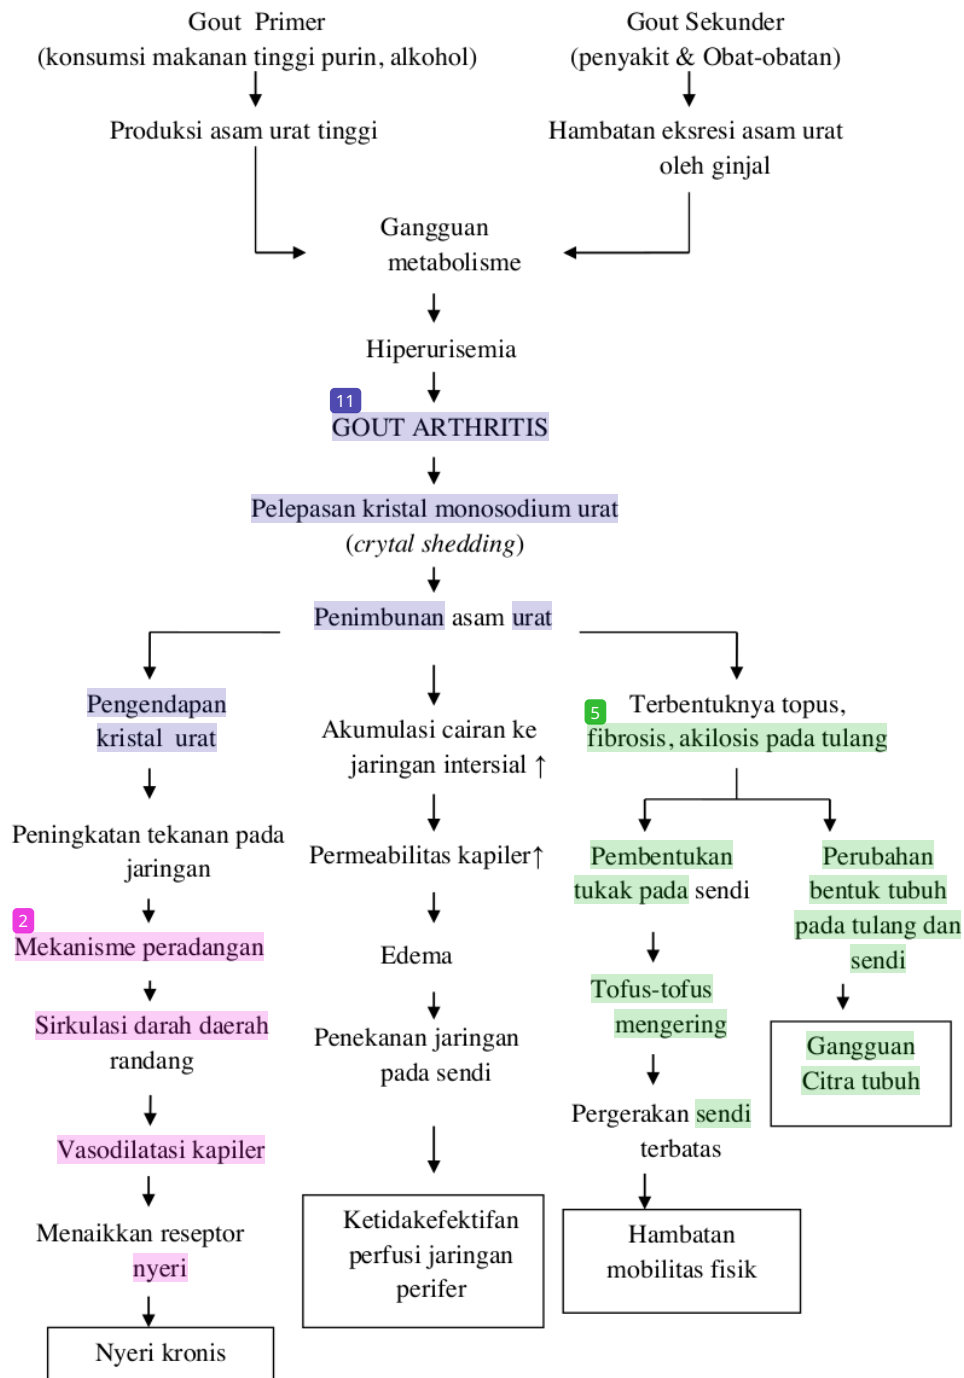 Gout  Primer
(konsumsi makanan tinggi purin, alkohol)
Gout Sekunder
(penyakit & Obat-obatan)
Produksi asam urat tinggi
Hambatan eksresi asam urat
oleh ginjal
Gangguan
metabolisme
Hiperurisemia
11
GOUT ARTHRITIS
Pelepasan kristal monosodium urat
(crytal shedding)
Penimbunan asam urat
Pengendapan
kristal  urat
Peningkatan tekanan pada
jaringan
2
Mekanisme peradangan
Sirkulasi darah daerah
randang
Vasodilatasi kapiler
Menaikkan reseptor
nyeri
Nyeri kronis
Akumulasi cairan ke
jaringan intersial ↑
Permeabilitas kapiler↑
Edema
Penekanan jaringan
pada sendi
Ketidakefektifan
perfusi jaringan
perifer
5
Terbentuknya topus,
fibrosis, akilosis pada tulang
Pembentukan
tukak pada sendi
Tofus-tofus
mengering
Pergerakan sendi
terbatas
Hambatan
mobilitas fisik
Perubahan
bentuk tubuh
pada tulang dan
sendi
Gangguan
Citra tubuh